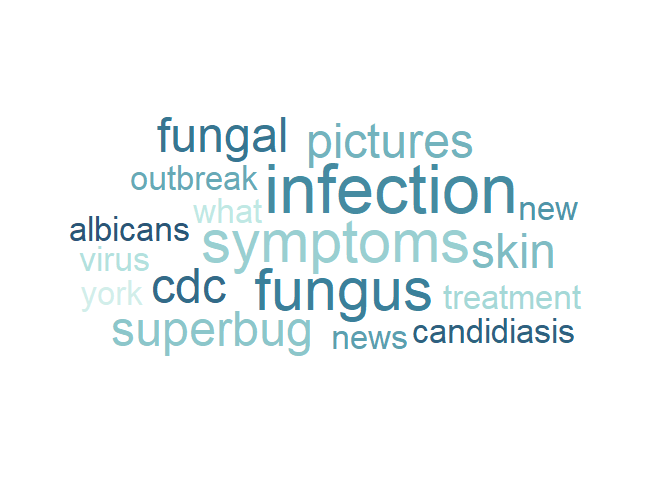 fungal pictures
outbreak infection
what new
albicans symptoms skin
virus
york cdc fungus treatment
superbug news candidiasis